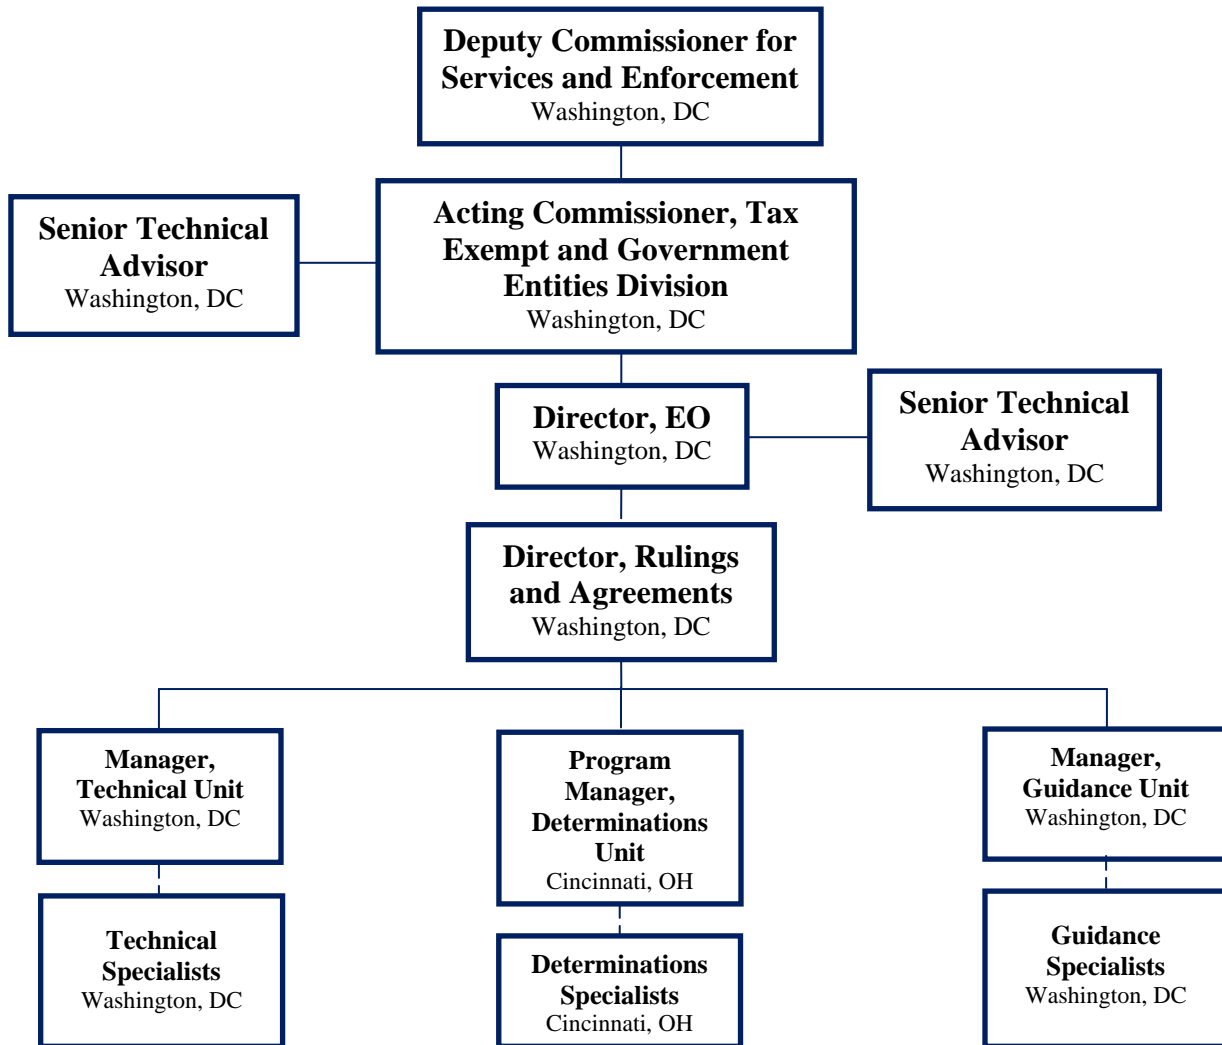 Deputy Commissioner for
Services and Enforcement
Washington, DC
Senior Technical
Advisor
Washington, DC
Acting Commissioner, Tax
Exempt and Government
Entities Division
Washington, DC
Director, EO
Washington, DC
Senior Technical
Advisor
Washington, DC
Director, Rulings
and Agreements
Washington, DC
Manager,
Technical Unit
Washington, DC
Program
Manager,
Determinations
Unit
Cincinnati, OH
Manager,
Guidance Unit
Washington, DC
Technical
Specialists
Washington, DC
Determinations
Specialists
Cincinnati, OH
Guidance
Specialists
Washington, DC